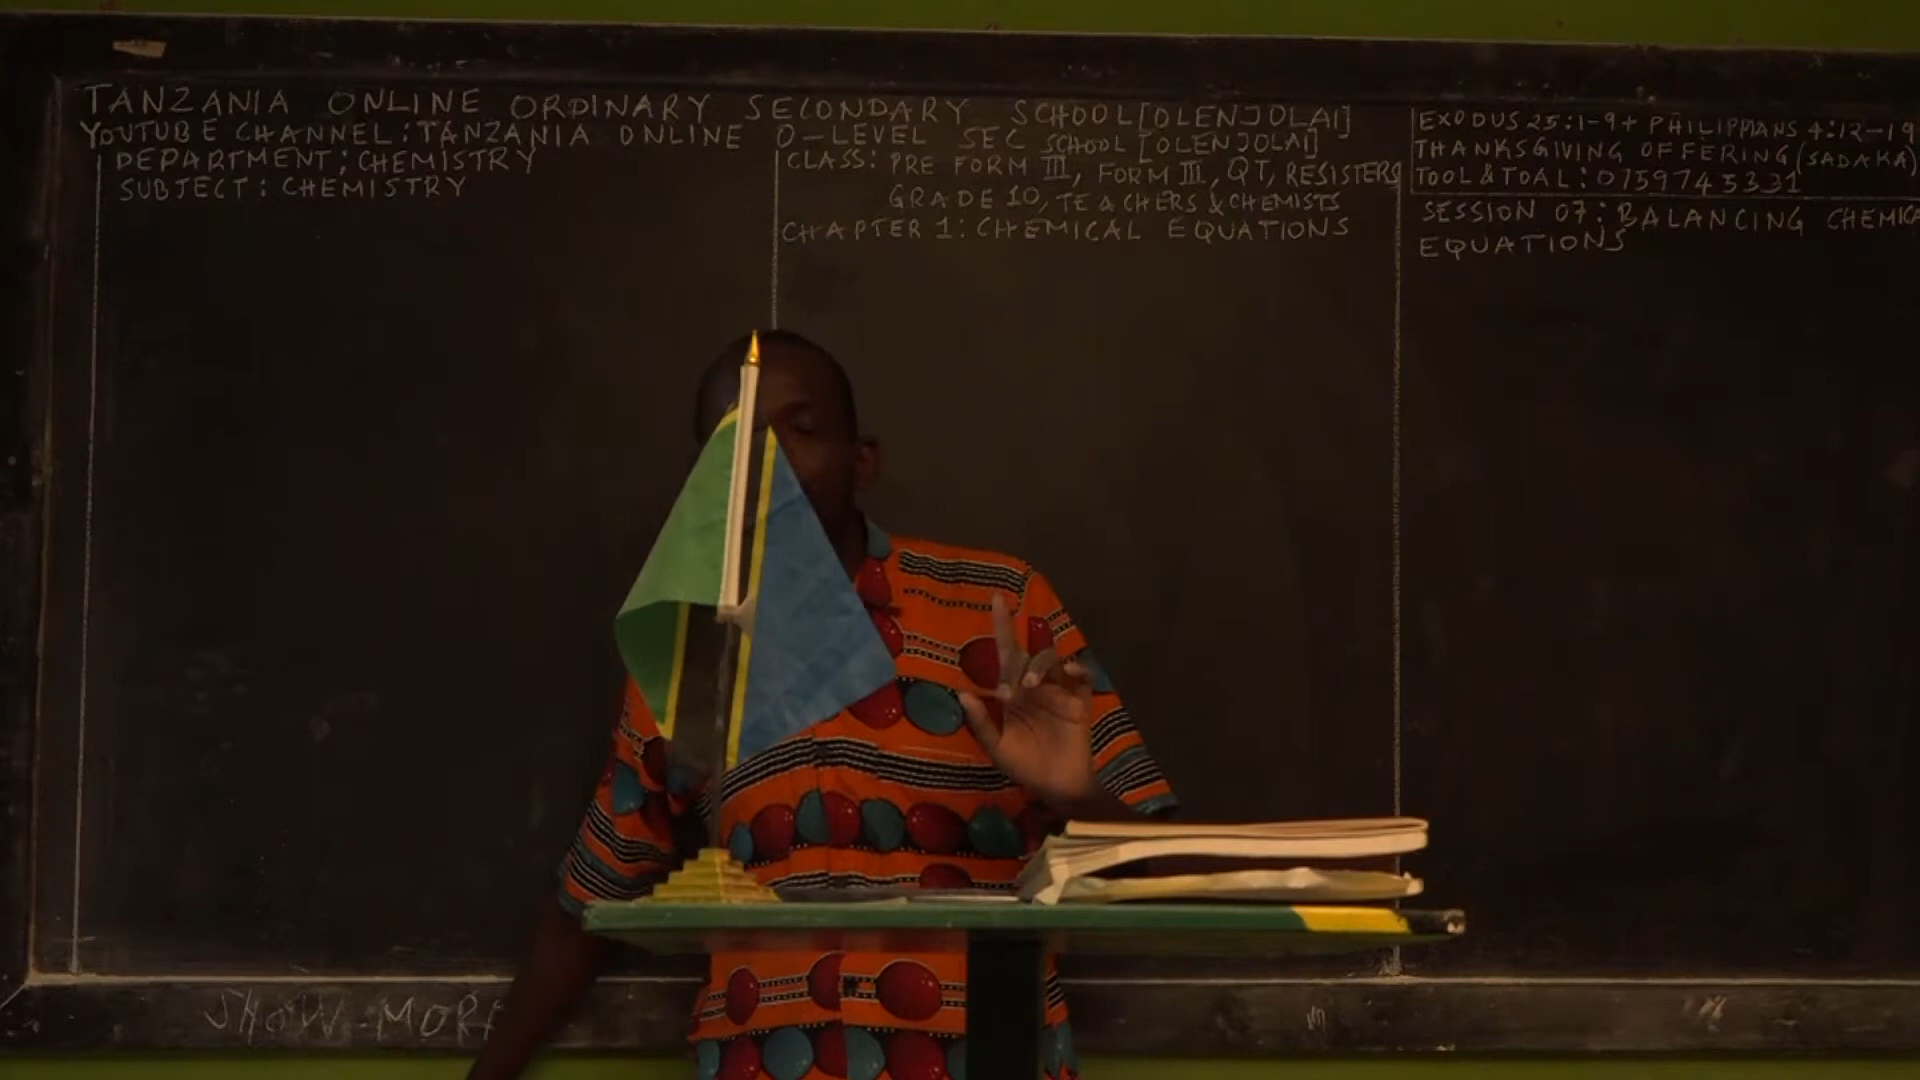 TANZANIA ONLINE ORDINARY SECONDARY SCHOOL[OLENJOLAI]
YOUTUBE CHANNEL: TANZANIA ONLINE O-LEVEL SEC SCHOOL [OLENJOLAI]
DEPARTMENT: CHEMISTRY
SUBJECT: CHEMISTRY
CLASS: PRE FORM III, FORM III, QT, RESISTERS
GRADE 10, TEACHERS & CHEMISTS
CHAPTER 1: CHEMICAL EQUATIONS
EXODUS 25:1-9+ PHILIPPIANS 4:12-19
THANKSGIVING OFFERING (SADAKA)
TOOL & TOAL: 0759745331
SESSION 07: BALANCING CHEMICA
EQUATIONS
SHOW-MORE